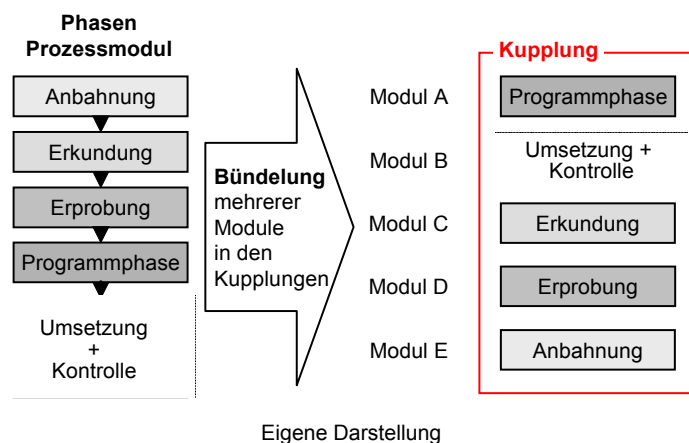 Phasen
Prozessmodul
Anbahnung
Erkundung
Erprobung
Programmphase
Umsetzung
+
Kontrolle
Bündelung
mehrerer
Module
in den
Kupplungen
Modul A
Modul B
Modul C
Modul D
Modul E
Kupplung
Programmphase
Umsetzung +
Kontrolle
Erkundung
Erprobung
Anbahnung
Eigene Darstellung